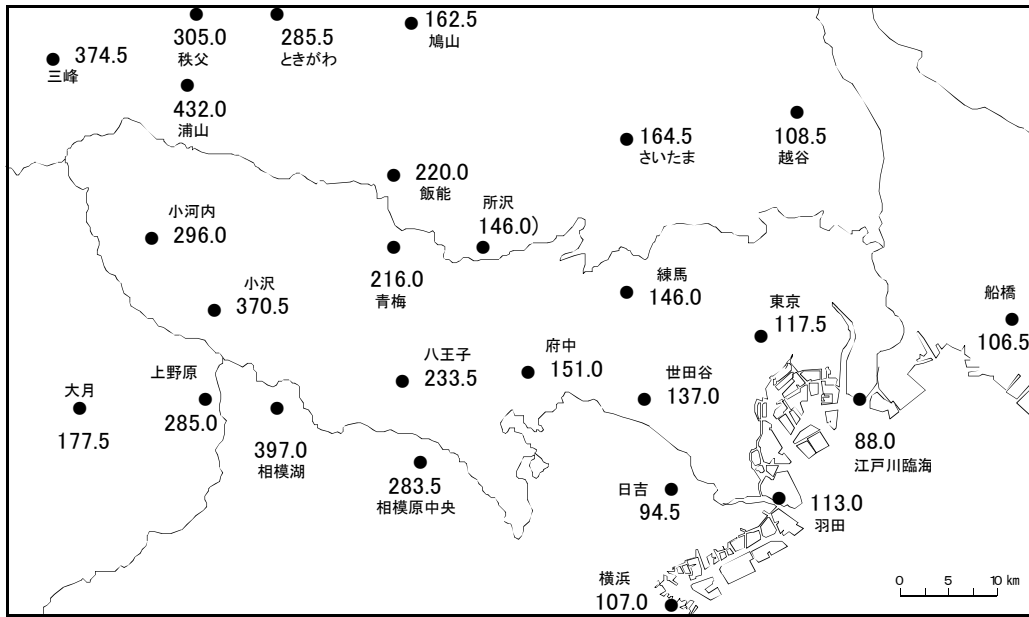 374.5
三峰
305.0
秩父
285.5
ときがわ
162.5
鳩山
432.0
浦山
164.5
さいたま
108.5
越谷
220.0
飯能
所沢
146.0)
小河内
296.0
216.0
青梅
小沢
370.5
練馬
146.0
東京
117.5
船橋
106.5
大月
177.5
上野原
285.0
397.0
相模湖
八王子
233.5
府中
151.0
世田谷
137.0
88.0
江戸川臨海
283.5
相模原中央
日吉
94.5
113.0
羽田
横浜
107.0
0 5 10 km